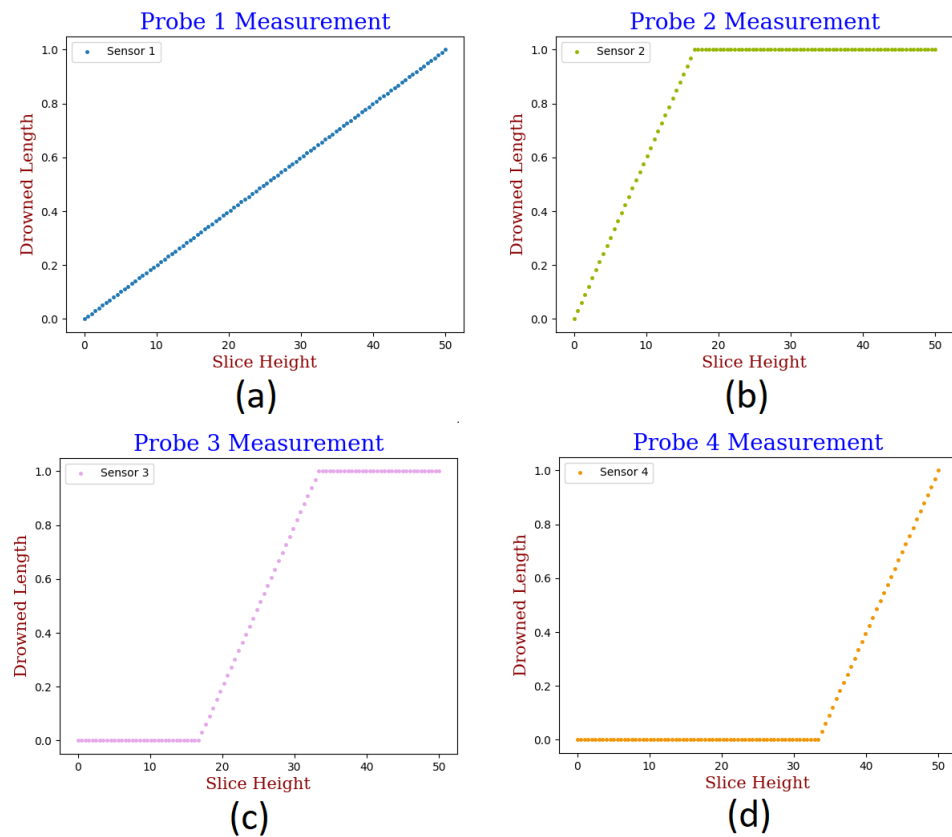 Probe 1 Measurement
Sensor 1
1.0
0.8
0.6
0.4
0.2
0.0
Drowned Length
0 10 20 30 40 50
Slice Height
(a)
Probe 2 Measurement
Sensor 2
1.0
0.8
0.6
0.4
0.2
0.0
Drowned Length
0 10 20 30 40 50
Slice Height
(b)
Probe 3 Measurement
Sensor 3
1.0
0.8
0.6
0.4
0.2
0.0
Drowned Length
0 10 20 30 40 50
Slice Height
(c)
Probe 4 Measurement
Sensor 4
1.0
0.8
0.6
0.4
0.2
0.0
Drowned Length
0 10 20 30 40 50
Slice Height
(d)